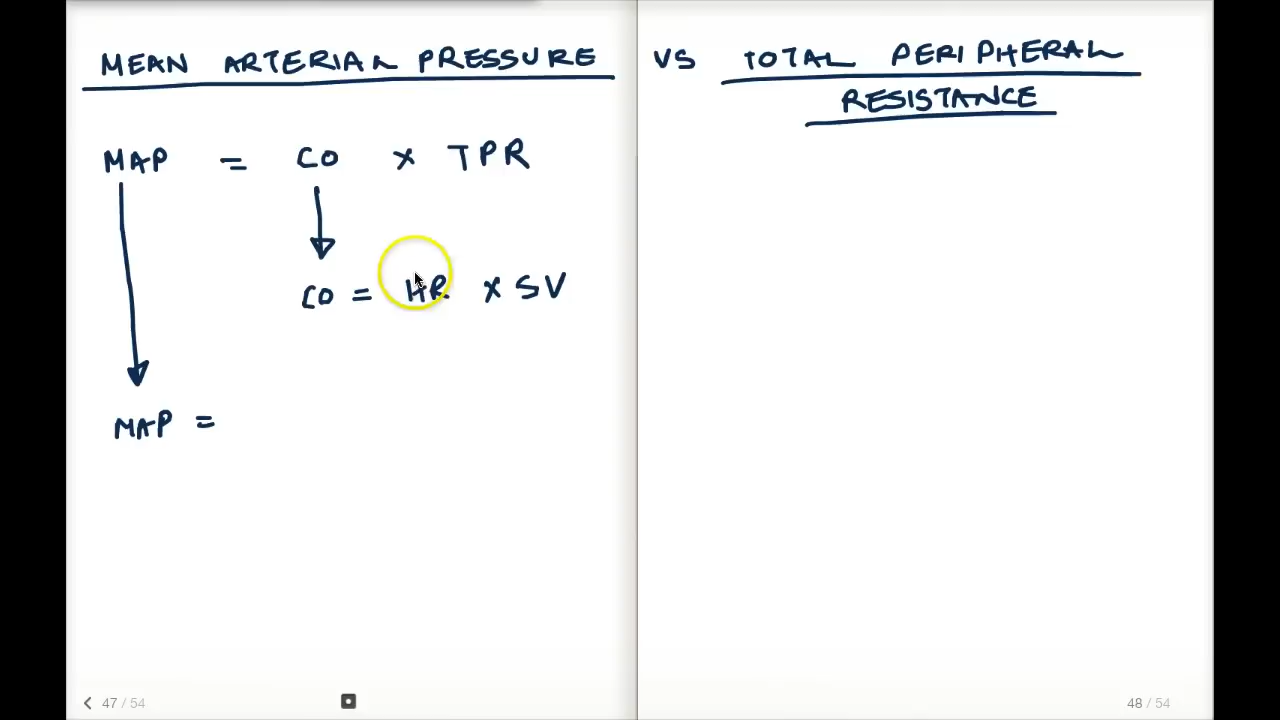 MEAN ARTERIAL PRESSURE VS TOTAL PERIPHERAL
RESISTANCE
MAP = CO × TPR
CO = HR × SV
MAP =
47 / 54
48 / 54